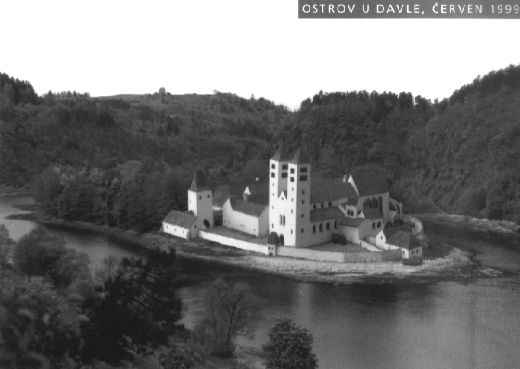 OSTROV U DAVLE, ČERVEN 1999